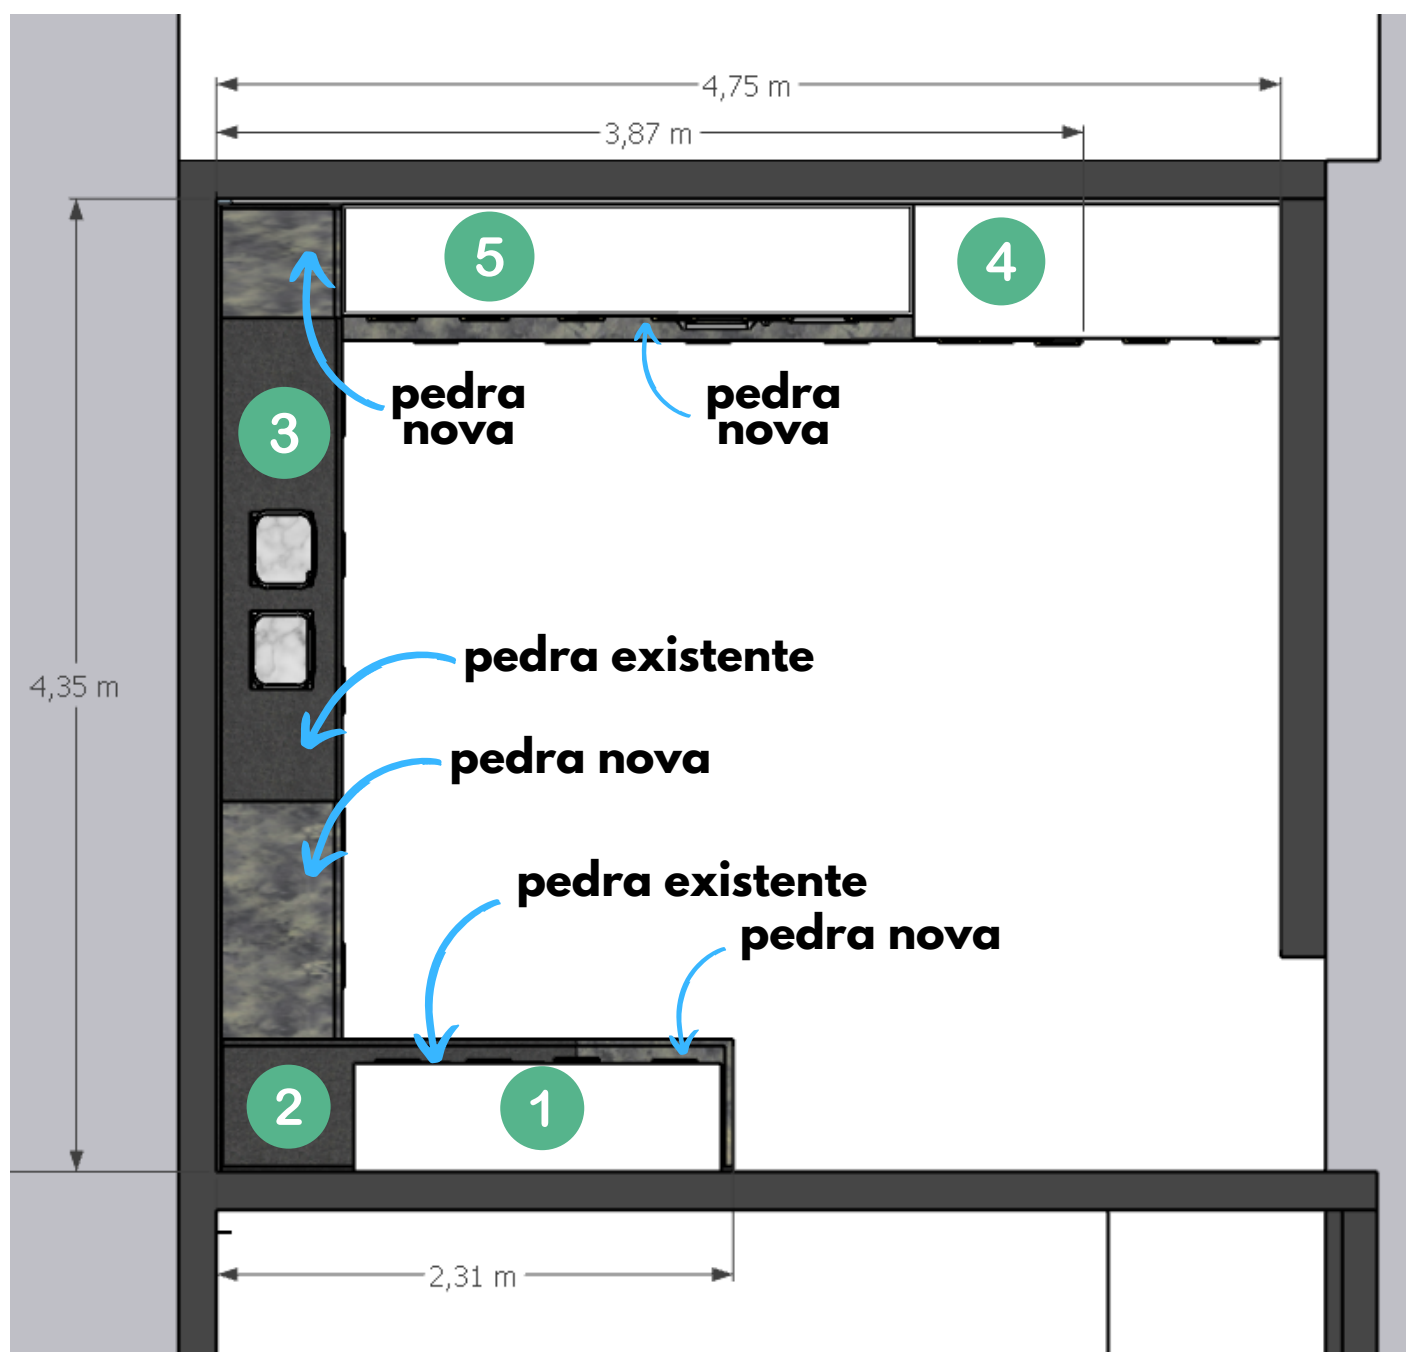 4,75 m
3,87 m
5
4
pedra
nova
pedra
nova
3
pedra existente
4,35 m
pedra nova
pedra existente
pedra nova
2
1
2,31 m